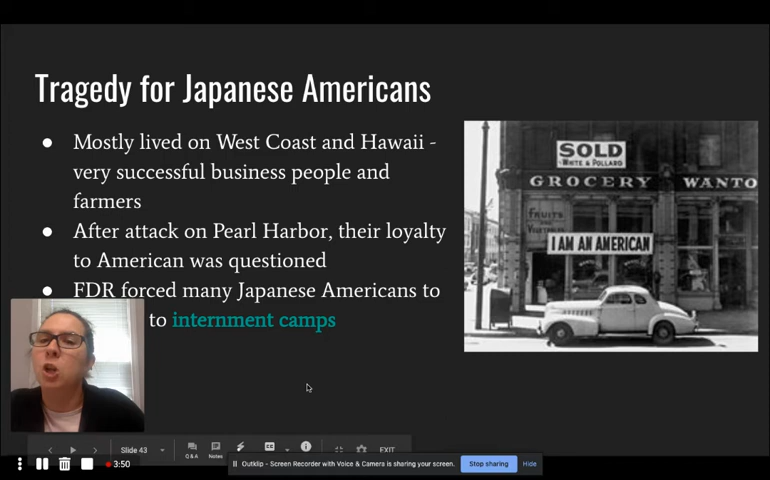 Tragedy for Japanese Americans
Mostly lived on West Coast and Hawaii -
very successful business people and
farmers
After attack on Pearl Harbor, their loyalty
to American was questioned
FDR forced many Japanese Americans to
to internment camps
SOLD
WHITE & POLLARD
GROCERY WANTO
FRUITS AND
VEGETABLES
I AM AN AMERICAN
Slide 43
Q & A
Notes
CC
EXIT
3:50
Outklip - Screen Recorder with Voice & Camera is sharing your screen.
Stop sharing
Hide